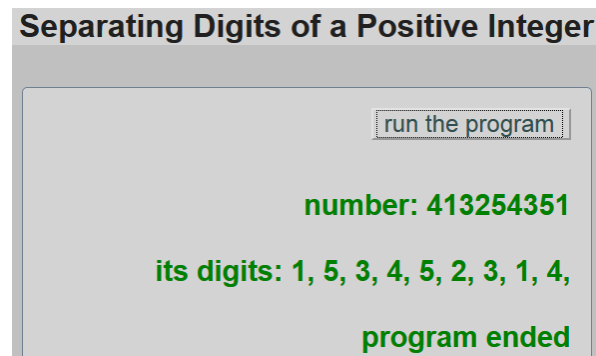 Separating Digits of a Positive Integer
run the program
number: 413254351
its digits: 1, 5, 3, 4, 5, 2, 3, 1, 4,
program ended